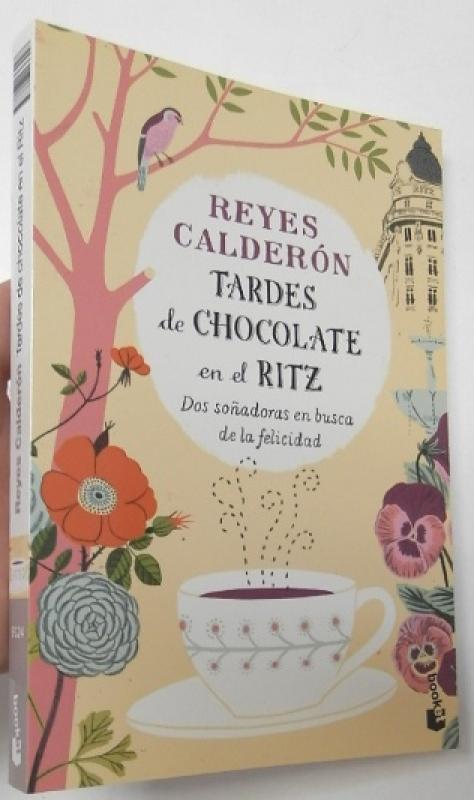 REYES
CALDERÓN
TARDES
de CHOCOLATE
en el RITZ
Dos soñadoras en busca
de la felicidad
booket
Reyes Calderón Tardes de chocolate en el Ritz
booket